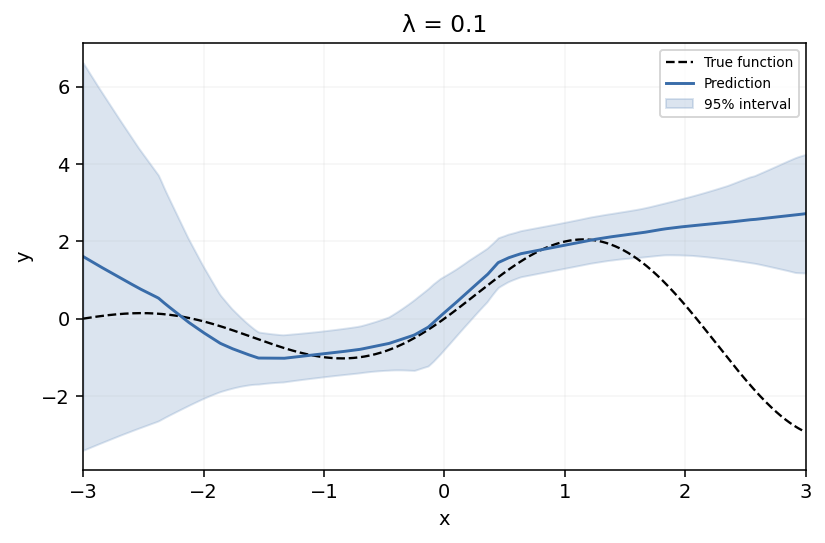 λ = 0.1
True function
Prediction
95% interval
y
6
4
2
0
−2
−3 −2 −1 0 1 2 3
x